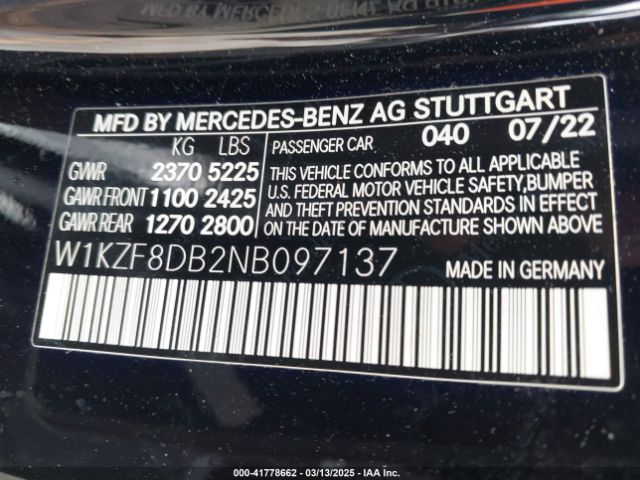 MFD BY MERCEDES-BENZ AG STUTTGART
KG LBS PASSENGER CAR 040 07/22
GVWR 2370 5225
GAWR FRONT 1100 2425
GAWR REAR 1270 2800
THIS VEHICLE CONFORMS TO ALL APPLICABLE
U.S. FEDERAL MOTOR VEHICLE SAFETY, BUMPER
AND THEFT PREVENTION STANDARDS IN EFFECT
ON THE DATE OF MANUFACTURE SHOWN ABOVE.
W1KZF8DB2NB097137 MADE IN GERMANY
000-41778662 — 03/13/2025 — IAA Inc.